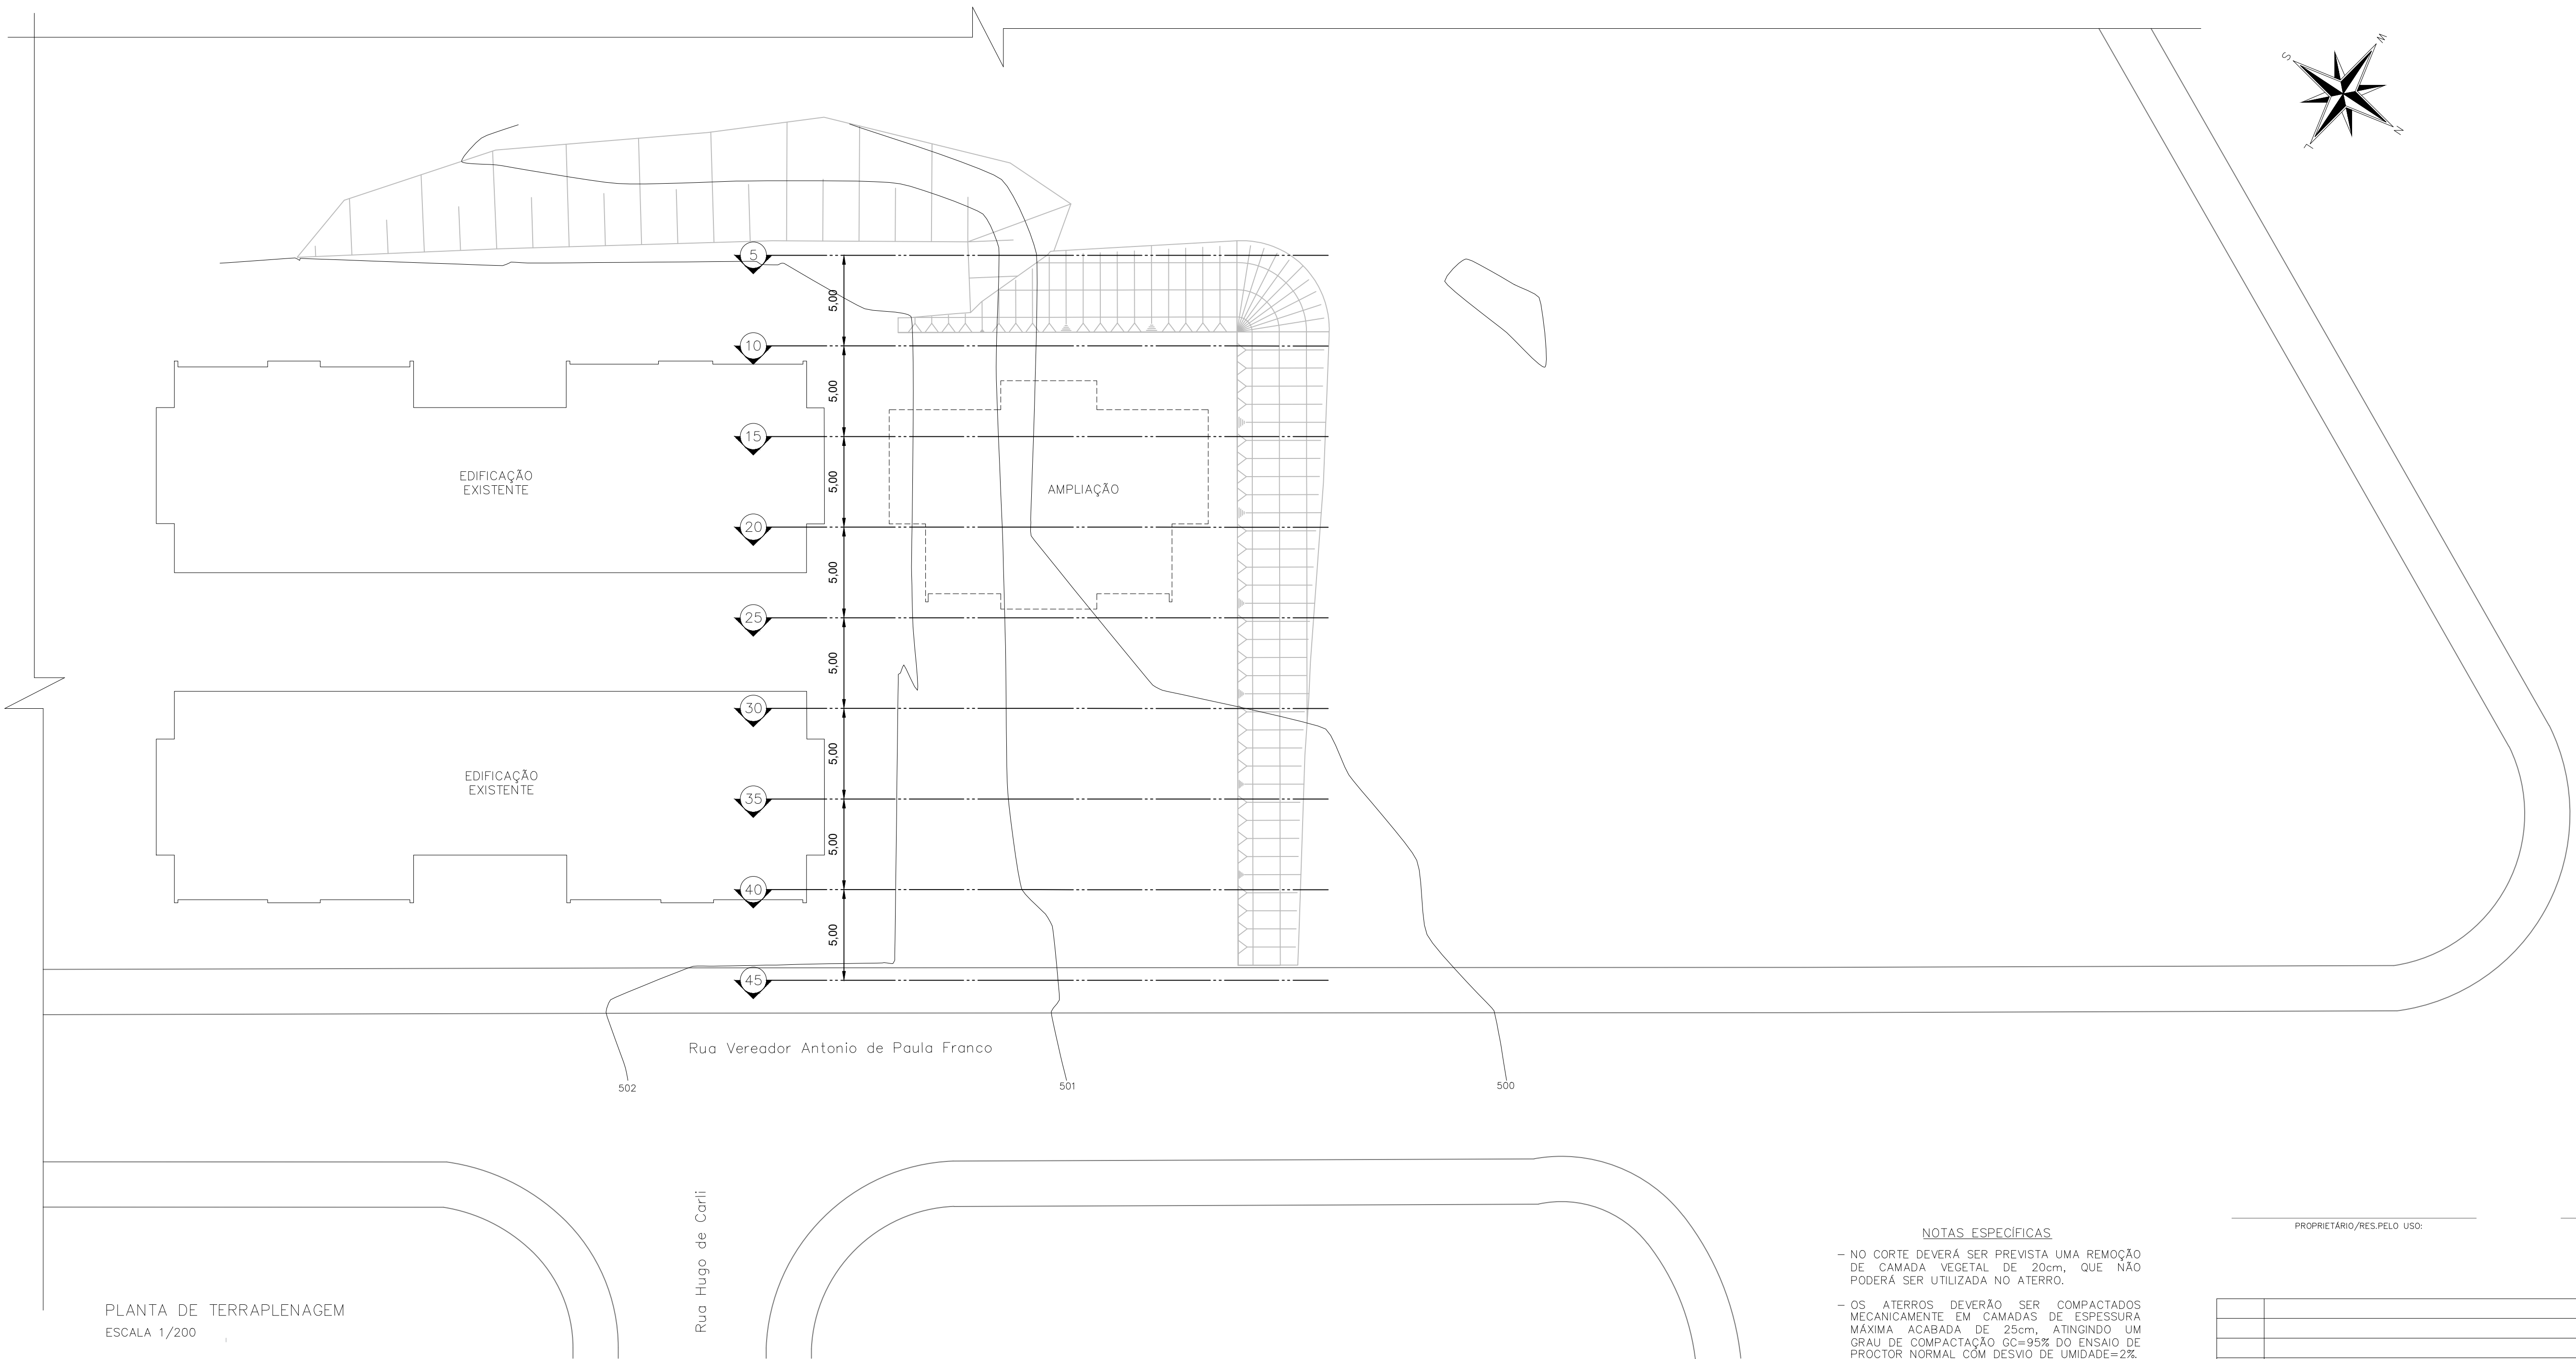 S
W
N
L
5
5,00
10
5,00
15
5,00
20
5,00
25
5,00
30
5,00
35
5,00
40
5,00
45
EDIFICAÇÃO
EXISTENTE
AMPLIAÇÃO
EDIFICAÇÃO
EXISTENTE
Rua Vereador Antonio de Paula Franco
502
501
500
Rua Hugo de Carli
PLANTA DE TERRAPLENAGEM
ESCALA 1/200
NOTAS ESPECÍFICAS
– NO CORTE DEVERÁ SER PREVISTA UMA REMOÇÃO
DE CAMADA VEGETAL DE 20cm, QUE NÃO
PODERÁ SER UTILIZADA NO ATERRO.
– OS ATERROS DEVERÃO SER COMPACTADOS
MECANICAMENTE EM CAMADAS DE ESPESSURA
MÁXIMA ACABADA DE 25cm, ATINGINDO UM
GRAU DE COMPACTAÇÃO GC=95% DO ENSAIO DE
PROCTOR NORMAL COM DESVIO DE UMIDADE=2%.
PROPRIETÁRIO/RES.PELO USO: